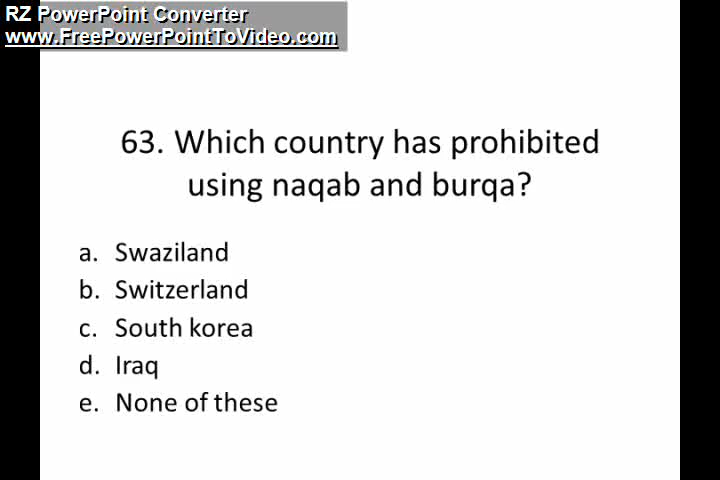 RZ PowerPoint Converter
www.FreePowerPointToVideo.com
63. Which country has prohibited
using naqab and burqa?
a. Swaziland
b. Switzerland
c. South korea
d. Iraq
e. None of these